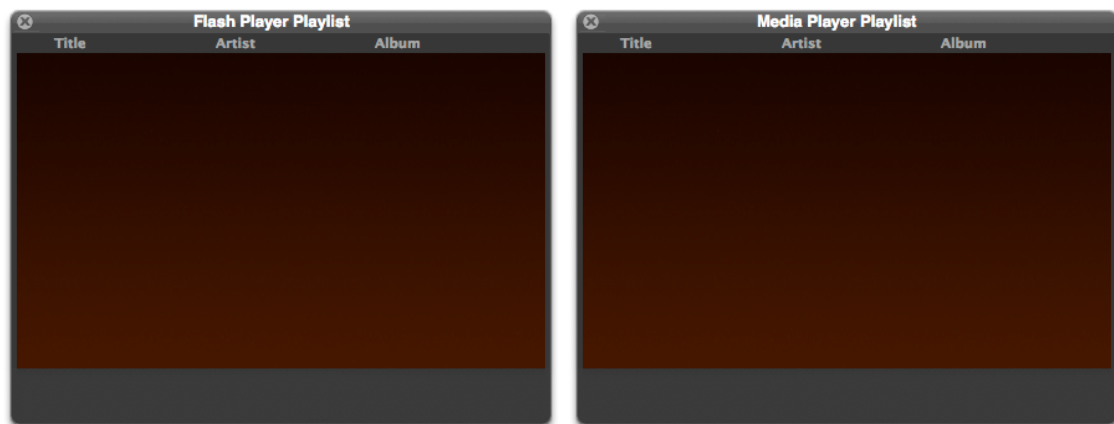 Flash Player Playlist
Title Artist Album
Media Player Playlist
Title Artist Album